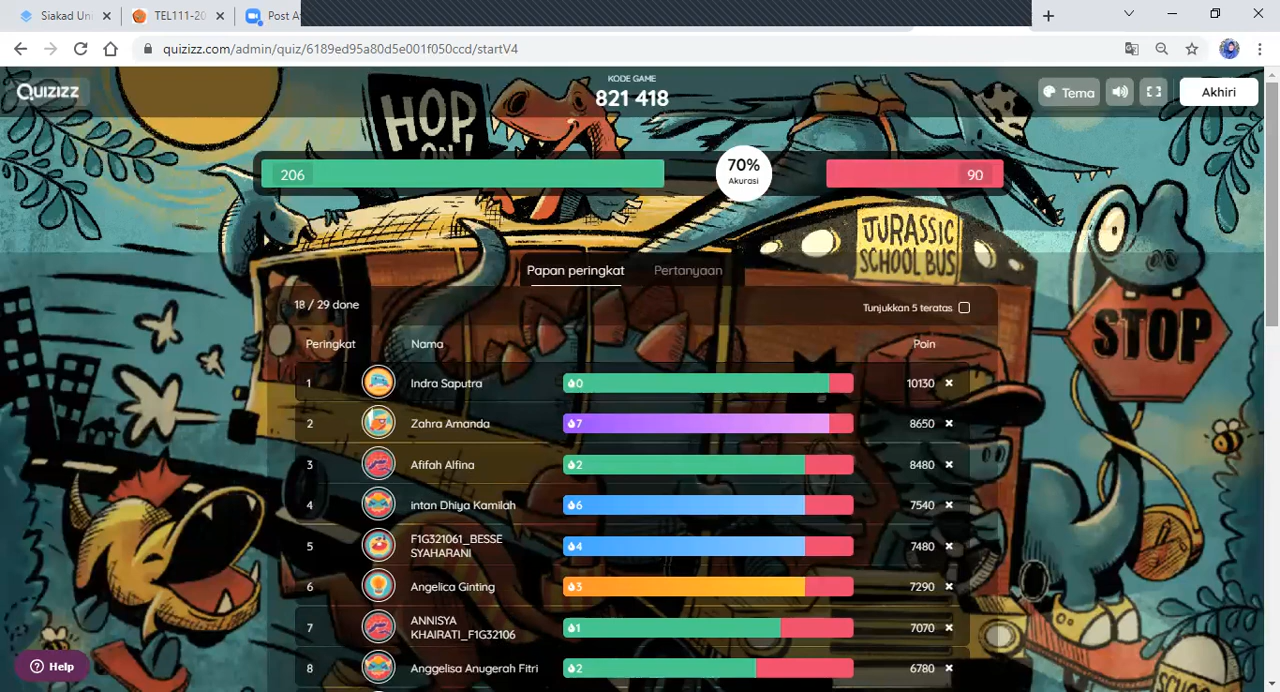 Siakad Uni
TEL111-20
Post A
quizizz.com/admin/quiz/6189ed95a80d5e001f050ccd/startV4
Quizizz
KODE GAME
821 418
Tema
Akhiri
HOP
ON!
206
70%
Akurasi
90
JURASSIC
SCHOOL BUS
STOP
Papan peringkat
Pertanyaan
18 / 29 done
Tunjukkan 5 teratas
Peringkat
Nama
Poin
1 Indra Saputra 0 10130
2 Zahra Amanda 7 8650
3 Afifah Alfina 2 8480
4 intan Dhiya Kamilah 6 7540
5 F1G321061_BESSE
SYAHARANI 4 7480
6 Angelica Ginting 3 7290
7 ANNISYA
KHAIRATI_F1G32106 1 7070
8 Anggelisa Anugerah Fitri 2 6780
Help
SCHOOL